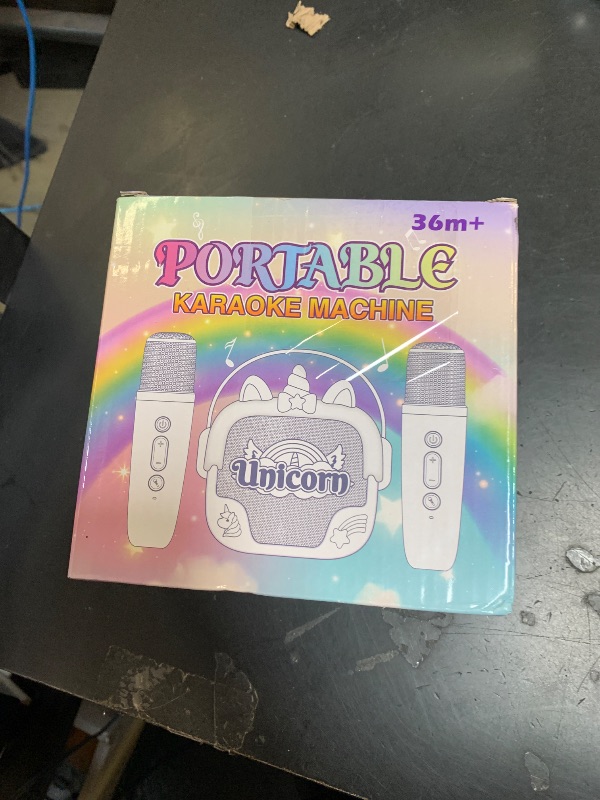 36m+
PORTABLE
KARAOKE MACHINE
Unicorn